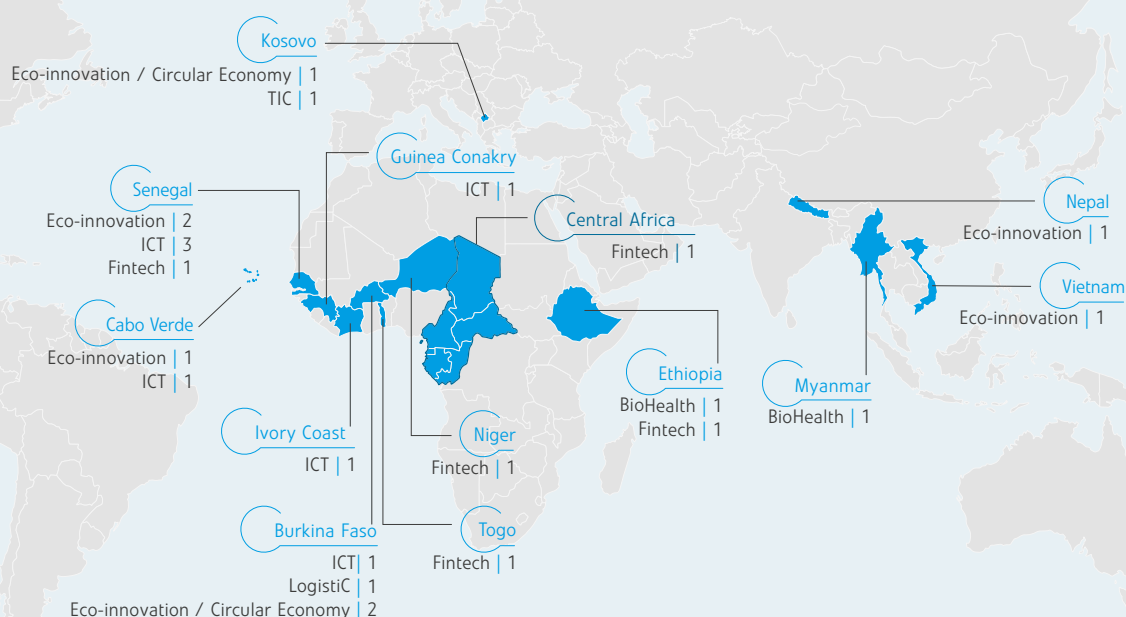 Kosovo
Eco-innovation / Circular Economy | 1
TIC | 1
Guinea Conakry
ICT | 1
Senegal
Eco-innovation | 2
ICT | 3
Fintech | 1
Central Africa
Fintech | 1
Nepal
Eco-innovation | 1
Vietnam
Eco-innovation | 1
Cabo Verde
Eco-innovation | 1
ICT | 1
Ethiopia
BioHealth | 1
Fintech | 1
Myanmar
BioHealth | 1
Ivory Coast
ICT | 1
Niger
Fintech | 1
Burkina Faso
ICT| 1
LogistiC | 1
Eco-innovation / Circular Economy | 2
Togo
Fintech | 1